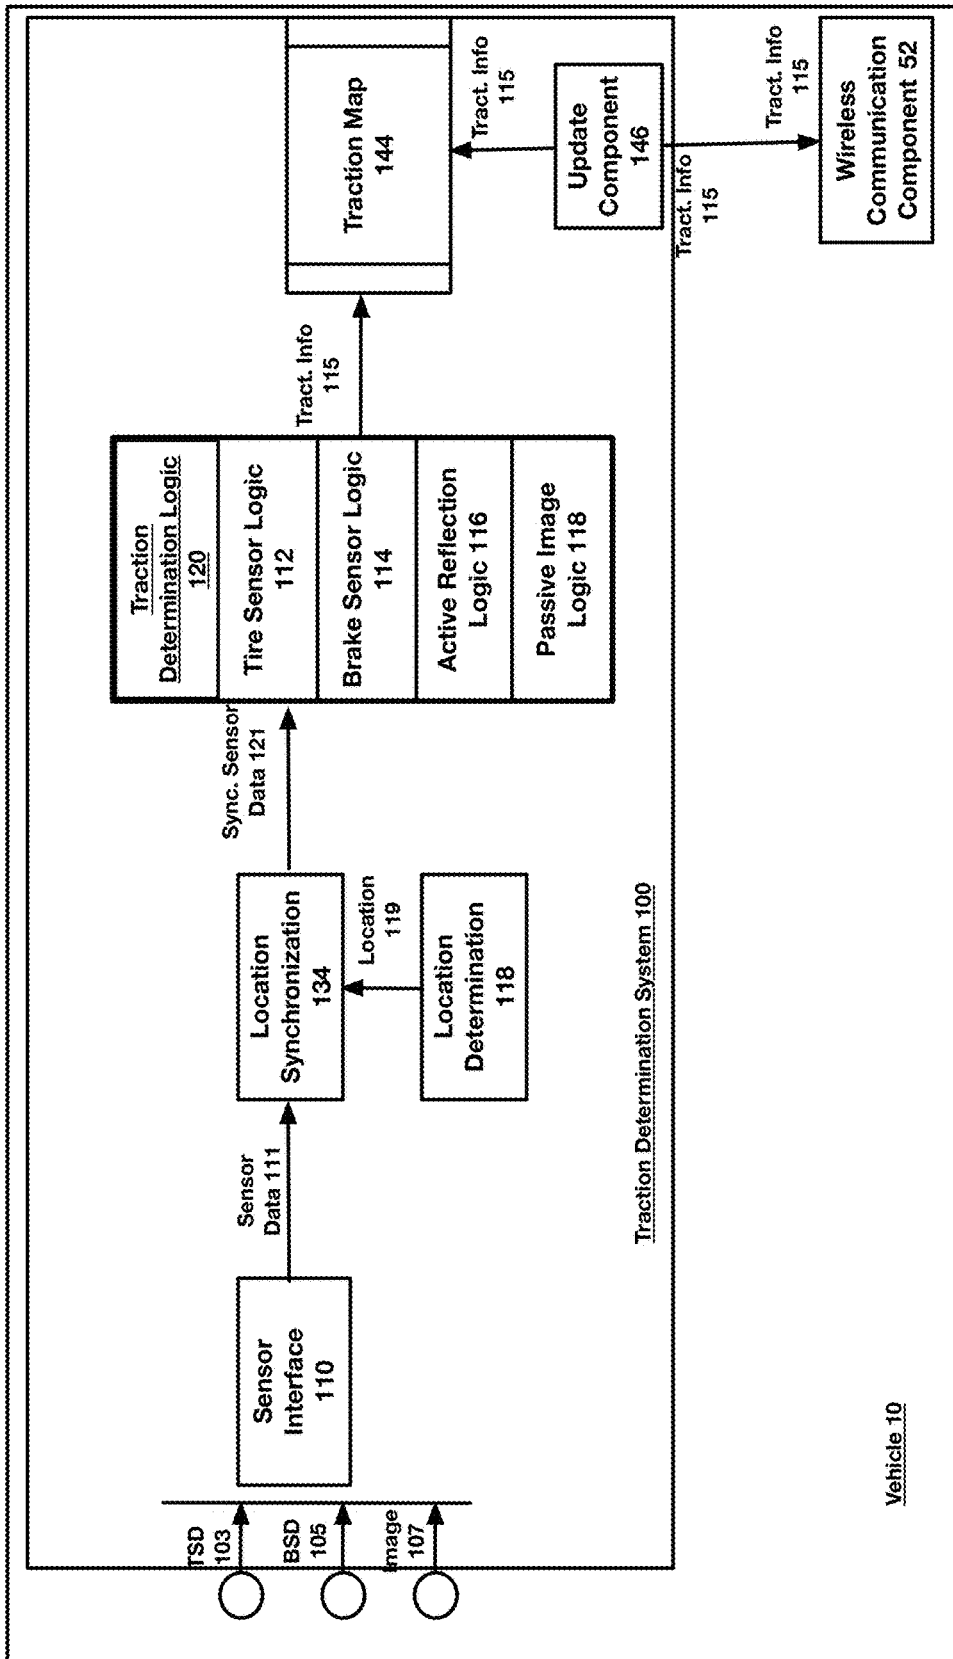 TSD
103
BSD
105
Image
107
Sensor
Interface
110
Sensor
Data 111
Location
Synchronization
134
Location
119
Location
Determination
118
Sync. Sensor
Data 121
Traction
Determination Logic
120
Tire Sensor Logic
112
Brake Sensor Logic
114
Active Reflection
Logic 116
Passive Image
Logic 118
Tract. Info
115
Traction Map
144
Tract. Info
115
Update
Component
146
Tract. Info
115
Tract. Info
115
Wireless
Communication
Component 52
Traction Determination System 100
Vehicle 10